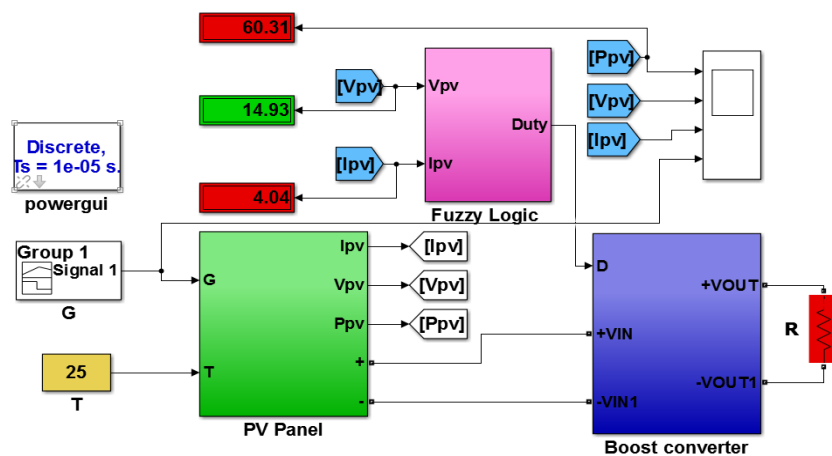 60.31
[Vpv]
14.93
[Ipv]
4.04
Vpv
Ipv
Duty
Fuzzy Logic
[Ppv]
[Vpv]
[Ipv]
Discrete,
Ts = 1e-05 s.
powergui
Group 1
Signal 1
G
25
T
G
T
Ipv
Vpv
Ppv
+
-
PV Panel
[Ipv]
[Vpv]
[Ppv]
D
+VIN
-VIN1
+VOUT
-VOUT1
Boost converter
R